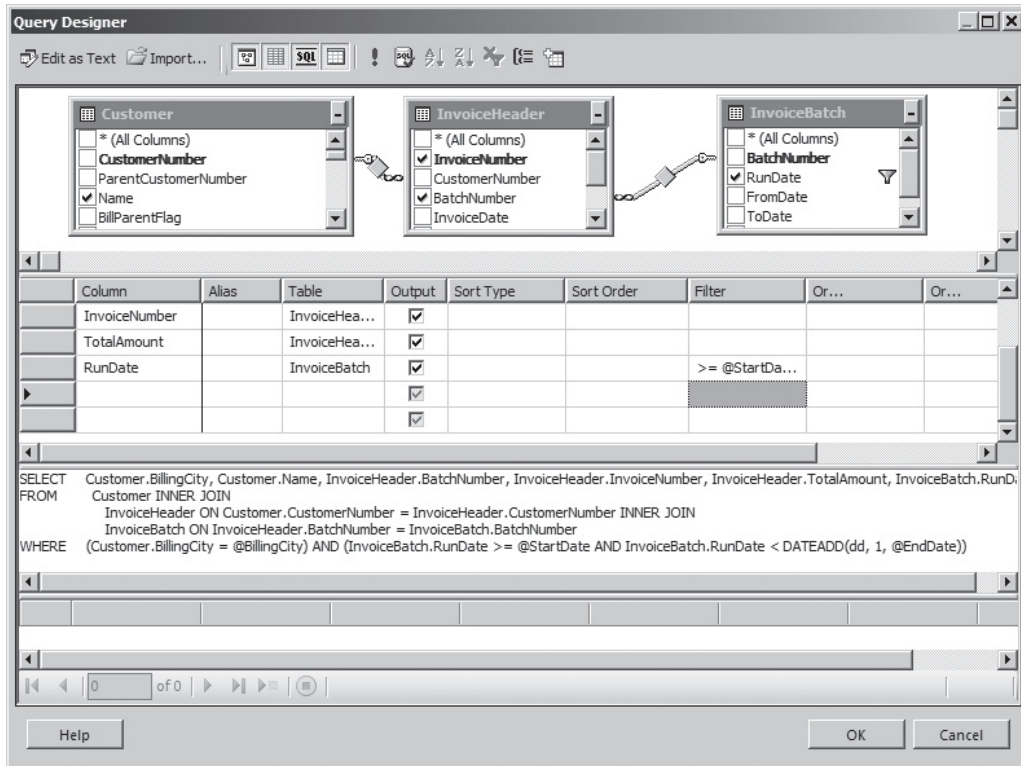 Query Designer
Edit as Text Import... SQL
Customer
* (All Columns)
CustomerNumber
ParentCustomerNumber
Name
BillParentFlag
InvoiceHeader
* (All Columns)
InvoiceNumber
CustomerNumber
BatchNumber
InvoiceDate
InvoiceBatch
* (All Columns)
BatchNumber
RunDate
FromDate
ToDate
Column Alias Table Output Sort Type Sort Order Filter Or... Or...
InvoiceNumber InvoiceHea...
TotalAmount InvoiceHea...
RunDate InvoiceBatch >= @StartDa...
SELECT Customer.BillingCity, Customer.Name, InvoiceHeader.BatchNumber, InvoiceHeader.InvoiceNumber, InvoiceHeader.TotalAmount, InvoiceBatch.RunD
FROM Customer INNER JOIN
InvoiceHeader ON Customer.CustomerNumber = InvoiceHeader.CustomerNumber INNER JOIN
InvoiceBatch ON InvoiceHeader.BatchNumber = InvoiceBatch.BatchNumber
WHERE (Customer.BillingCity = @BillingCity) AND (InvoiceBatch.RunDate >= @StartDate AND InvoiceBatch.RunDate < DATEADD(dd, 1, @EndDate))
0 of 0
Help OK Cancel